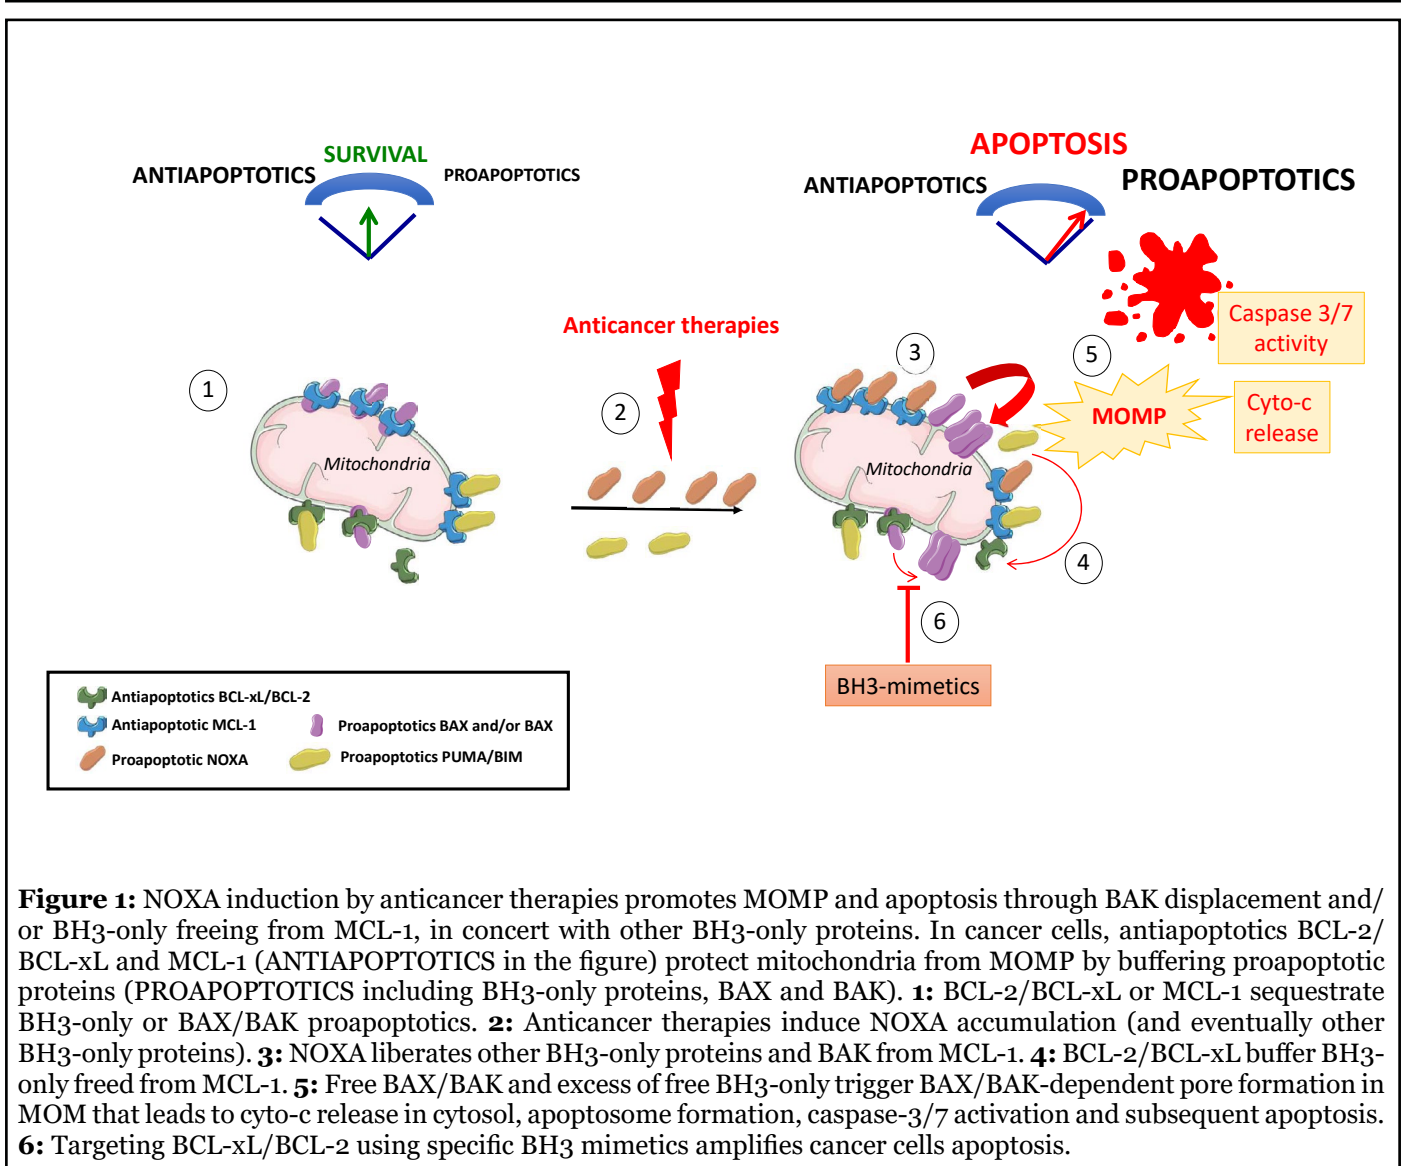 SURVIVAL
ANTIAPOPTOTICS
PROAPOPTOTICS
APOPTOSIS
ANTIAPOPTOTICS
PROAPOPTOTICS
Anticancer therapies
1
2
3
4
5
6
Mitochondria
Mitochondria
MOMP
Caspase 3/7
activity
Cyto-c
release
BH3-mimetics
Antiapoptotics BCL-xL/BCL-2
Antiapoptotic MCL-1
Proapoptotics BAX and/or BAX
Proapoptotic NOXA
Proapoptotics PUMA/BIM
Figure 1: NOXA induction by anticancer therapies promotes MOMP and apoptosis through BAK displacement and/
or BH3-only freeing from MCL-1, in concert with other BH3-only proteins. In cancer cells, antiapoptotics BCL-2/
BCL-xL and MCL-1 (ANTIAPOPTOTICS in the figure) protect mitochondria from MOMP by buffering proapoptotic
proteins (PROAPOPTOTICS including BH3-only proteins, BAX and BAK). 1: BCL-2/BCL-xL or MCL-1 sequestrate
BH3-only or BAX/BAK proapoptotics. 2: Anticancer therapies induce NOXA accumulation (and eventually other
BH3-only proteins). 3: NOXA liberates other BH3-only proteins and BAK from MCL-1. 4: BCL-2/BCL-xL buffer BH3-
only freed from MCL-1. 5: Free BAX/BAK and excess of free BH3-only trigger BAX/BAK-dependent pore formation in
MOM that leads to cyto-c release in cytosol, apoptosome formation, caspase-3/7 activation and subsequent apoptosis.
6: Targeting BCL-xL/BCL-2 using specific BH3 mimetics amplifies cancer cells apoptosis.